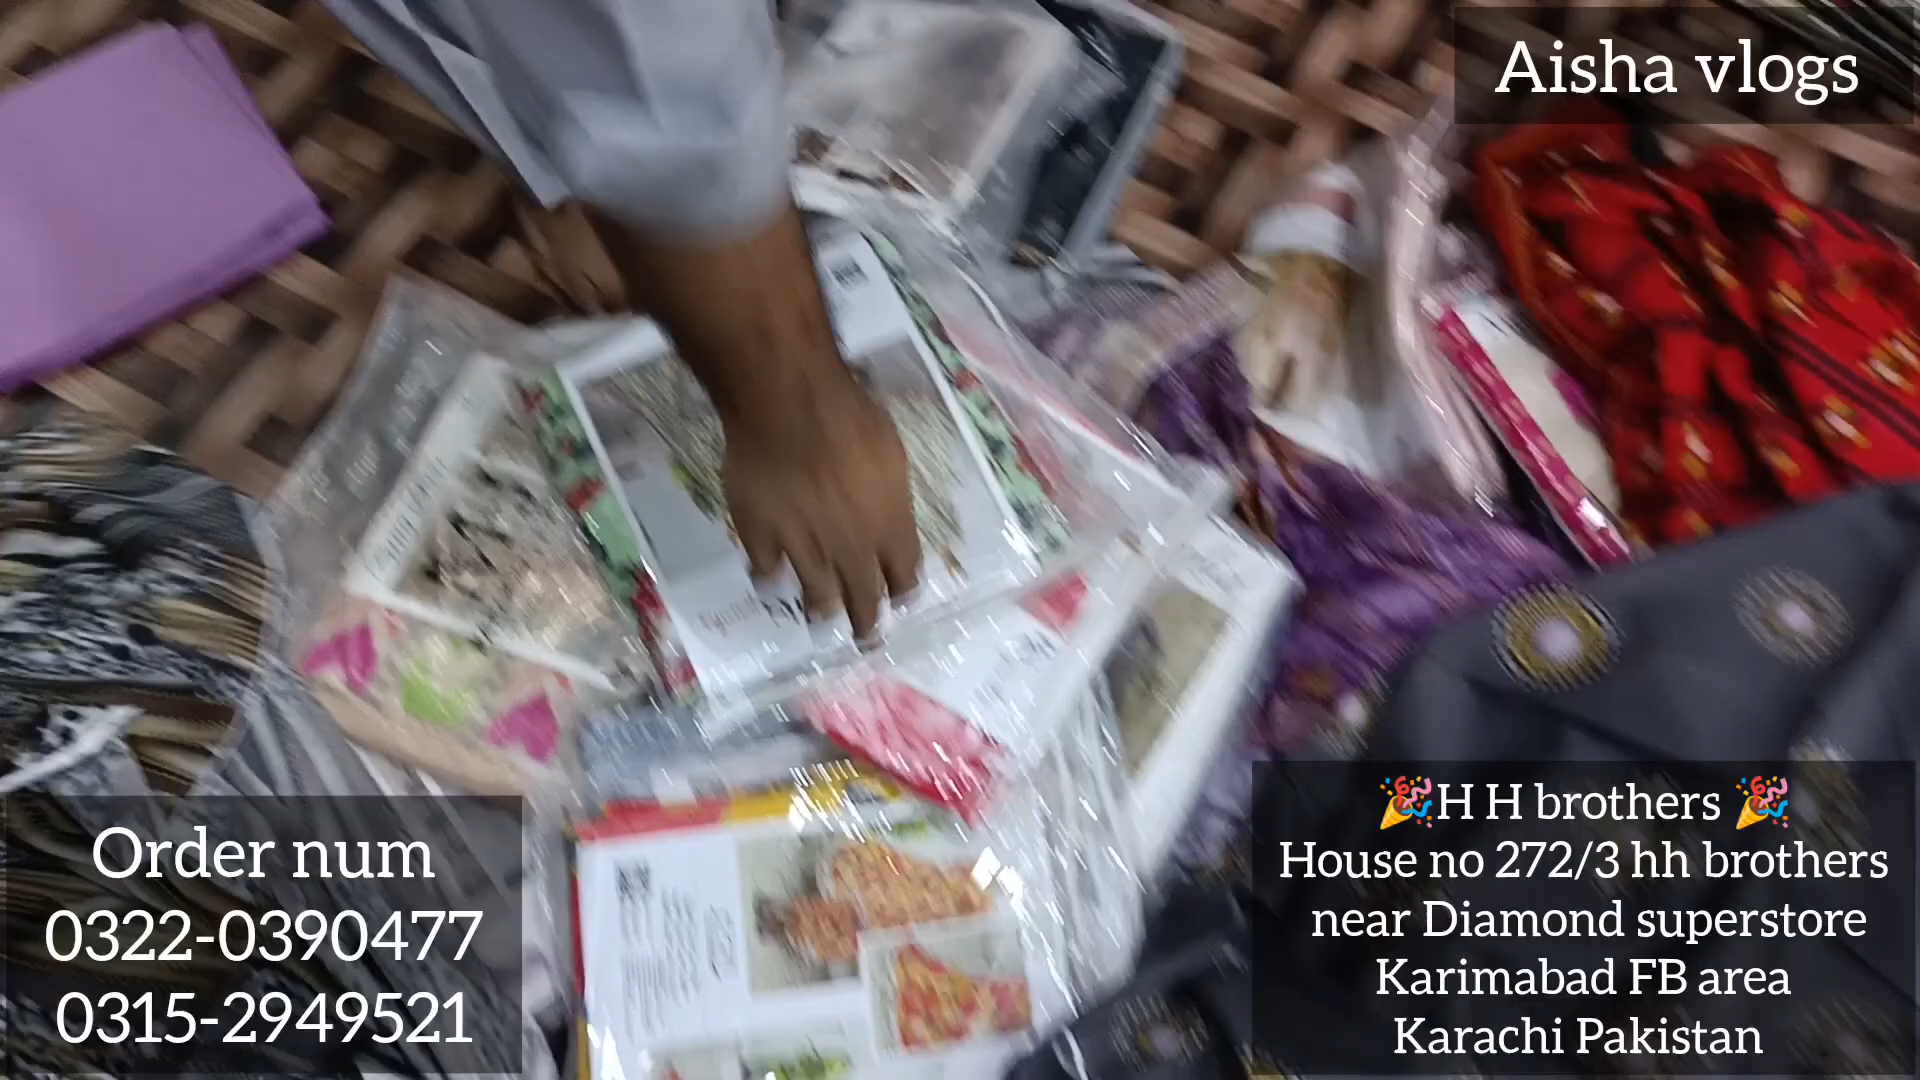 Aisha vlogs
Order num
0322-0390477
0315-2949521
🎉H H brothers 🎉
House no 272/3 hh brothers
near Diamond superstore
Karimabad FB area
Karachi Pakistan